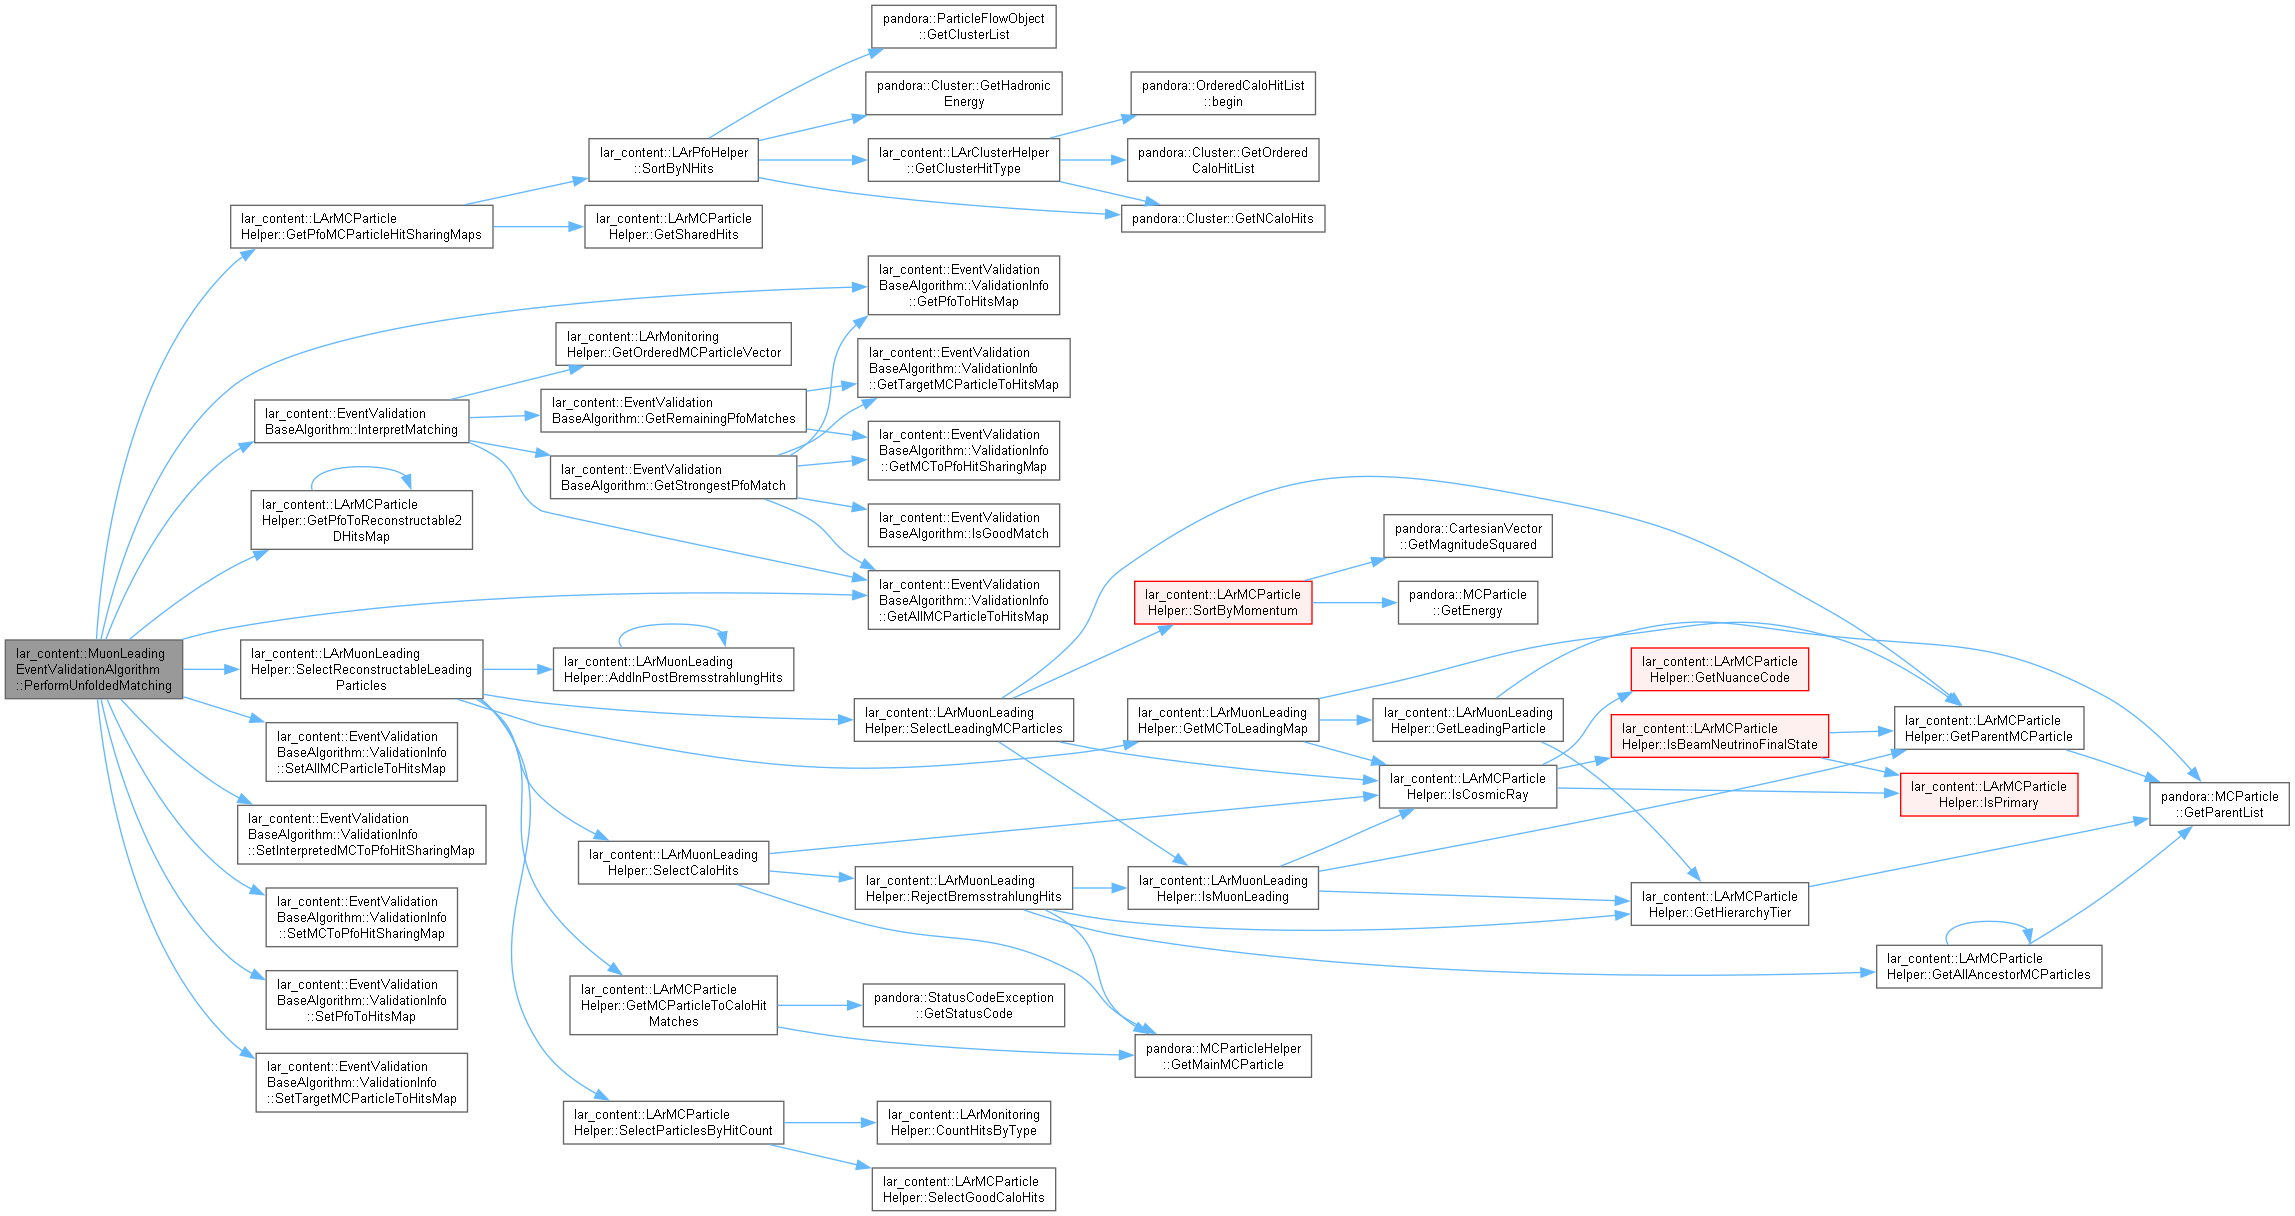 pandora::ParticleFlowObject
::GetClusterList
pandora::Cluster::GetHadronic
Energy
pandora::OrderedCaloHitList
::begin
lar_content::LArPfoHelper
::SortByNHits
lar_content::LArClusterHelper
::GetClusterHitType
pandora::Cluster::GetOrdered
CaloHitList
lar_content::LArMCParticle
Helper::GetPfoMCParticleHitSharingMaps
lar_content::LArMCParticle
Helper::GetSharedHits
pandora::Cluster::GetNCaloHits
lar_content::EventValidation
BaseAlgorithm::ValidationInfo
::GetPfoToHitsMap
lar_content::LArMonitoring
Helper::GetOrderedMCParticleVector
lar_content::EventValidation
BaseAlgorithm::ValidationInfo
::GetTargetMCParticleToHitsMap
lar_content::EventValidation
BaseAlgorithm::InterpretMatching
lar_content::EventValidation
BaseAlgorithm::GetRemainingPfoMatches
lar_content::EventValidation
BaseAlgorithm::ValidationInfo
::GetMCToPfoHitSharingMap
lar_content::EventValidation
BaseAlgorithm::GetStrongestPfoMatch
lar_content::LArMCParticle
Helper::GetPfoToReconstructable2
DHitsMap
lar_content::EventValidation
BaseAlgorithm::IsGoodMatch
pandora::CartesianVector
::GetMagnitudeSquared
lar_content::EventValidation
BaseAlgorithm::ValidationInfo
::GetAllMCParticleToHitsMap
lar_content::LArMCParticle
Helper::SortByMomentum
pandora::MCParticle
::GetEnergy
lar_content::MuonLeading
EventValidationAlgorithm
::PerformUnfoldedMatching
lar_content::LArMuonLeading
Helper::SelectReconstructableLeading
Particles
lar_content::LArMuonLeading
Helper::AddInPostBremsstrahlungHits
lar_content::LArMCParticle
Helper::GetNuanceCode
lar_content::LArMuonLeading
Helper::SelectLeadingMCParticles
lar_content::LArMuonLeading
Helper::GetMCToLeadingMap
lar_content::LArMuonLeading
Helper::GetLeadingParticle
lar_content::LArMCParticle
Helper::IsBeamNeutrinoFinalState
lar_content::LArMCParticle
Helper::GetParentMCParticle
lar_content::EventValidation
BaseAlgorithm::ValidationInfo
::SetAllMCParticleToHitsMap
lar_content::LArMCParticle
Helper::IsCosmicRay
lar_content::LArMCParticle
Helper::IsPrimary
pandora::MCParticle
::GetParentList
lar_content::EventValidation
BaseAlgorithm::ValidationInfo
::SetInterpretedMCToPfoHitSharingMap
lar_content::LArMuonLeading
Helper::SelectCaloHits
lar_content::LArMuonLeading
Helper::RejectBremsstrahlungHits
lar_content::LArMuonLeading
Helper::IsMuonLeading
lar_content::LArMCParticle
Helper::GetHierarchyTier
lar_content::EventValidation
BaseAlgorithm::ValidationInfo
::SetMCToPfoHitSharingMap
lar_content::LArMCParticle
Helper::GetAllAncestorMCParticles
lar_content::EventValidation
BaseAlgorithm::ValidationInfo
::SetPfoToHitsMap
lar_content::LArMCParticle
Helper::GetMCParticleToCaloHit
Matches
pandora::StatusCodeException
::GetStatusCode
pandora::MCParticleHelper
::GetMainMCParticle
lar_content::EventValidation
BaseAlgorithm::ValidationInfo
::SetTargetMCParticleToHitsMap
lar_content::LArMCParticle
Helper::SelectParticlesByHitCount
lar_content::LArMonitoring
Helper::CountHitsByType
lar_content::LArMCParticle
Helper::SelectGoodCaloHits